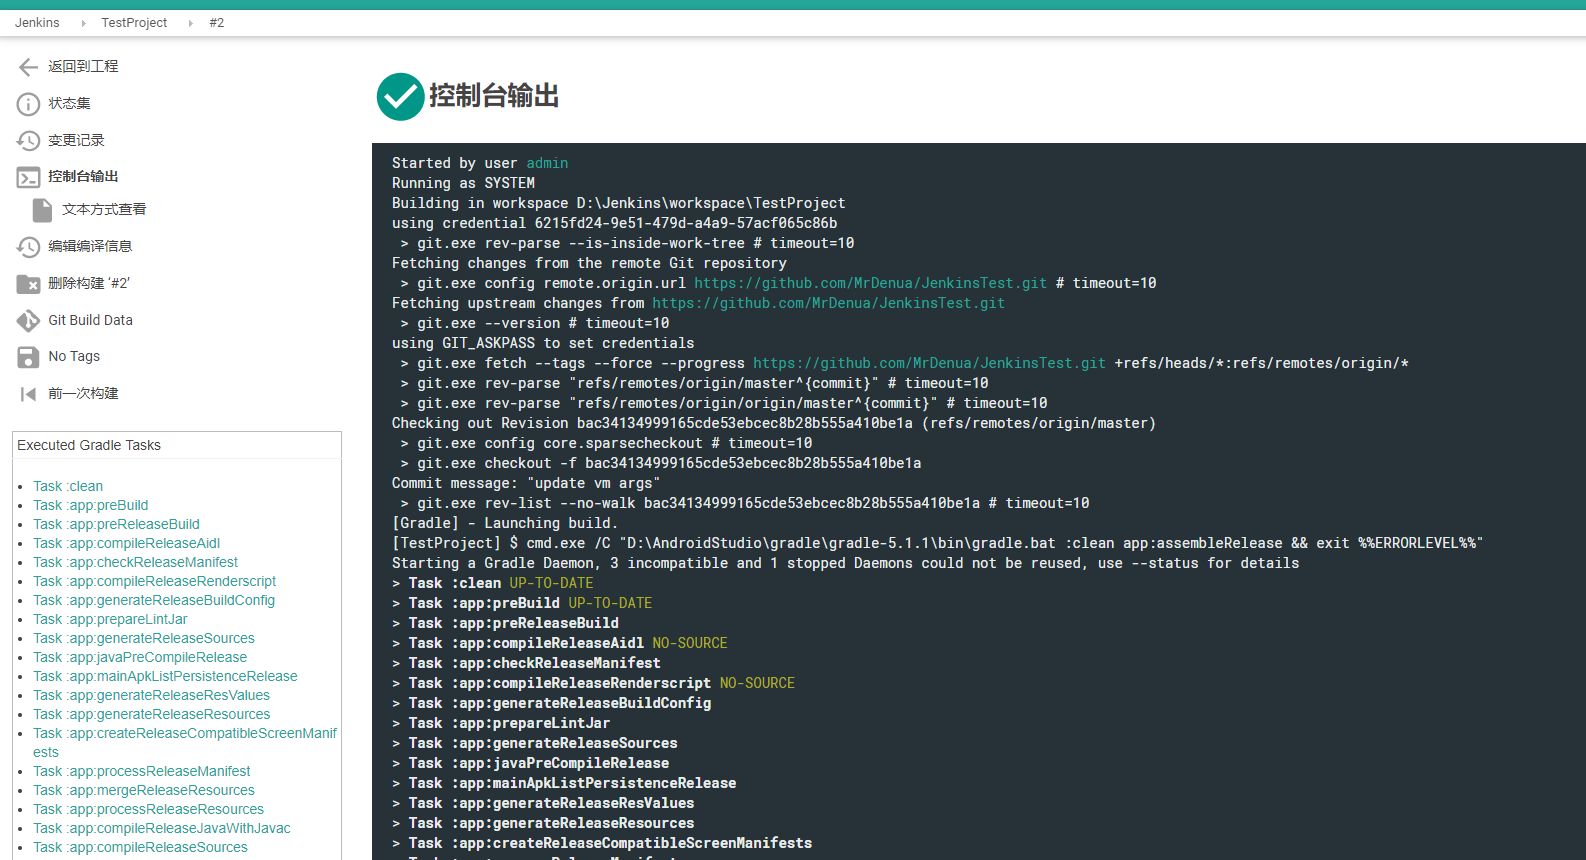 Jenkins TestProject #2
返回到工程
状态集
变更记录
控制台输出
文本方式查看
编辑编译信息
删除构建 ‘#2’
Git Build Data
No Tags
前一次构建
Executed Gradle Tasks
Task :clean
Task :app:preBuild
Task :app:preReleaseBuild
Task :app:compileReleaseAidl
Task :app:checkReleaseManifest
Task :app:compileReleaseRenderscript
Task :app:generateReleaseBuildConfig
Task :app:prepareLintJar
Task :app:generateReleaseSources
Task :app:javaPreCompileRelease
Task :app:mainApkListPersistenceRelease
Task :app:generateReleaseResValues
Task :app:generateReleaseResources
Task :app:createReleaseCompatibleScreenManif
ests
Task :app:processReleaseManifest
Task :app:mergeReleaseResources
Task :app:processReleaseResources
Task :app:compileReleaseJavaWithJavac
Task :app:compileReleaseSources
控制台输出
Started by user admin
Running as SYSTEM
Building in workspace D:\Jenkins\workspace\TestProject
using credential 6215fd24-9e51-479d-a4a9-57acf065c86b
 > git.exe rev-parse --is-inside-work-tree # timeout=10
Fetching changes from the remote Git repository
 > git.exe config remote.origin.url https://github.com/MrDenua/JenkinsTest.git # timeout=10
Fetching upstream changes from https://github.com/MrDenua/JenkinsTest.git
 > git.exe --version # timeout=10
using GIT_ASKPASS to set credentials
 > git.exe fetch --tags --force --progress https://github.com/MrDenua/JenkinsTest.git +refs/heads/*:refs/remotes/origin/*
 > git.exe rev-parse "refs/remotes/origin/master^{commit}" # timeout=10
 > git.exe rev-parse "refs/remotes/origin/origin/master^{commit}" # timeout=10
Checking out Revision bac34134999165cde53ebcec8b28b555a410be1a (refs/remotes/origin/master)
 > git.exe config core.sparsecheckout # timeout=10
 > git.exe checkout -f bac34134999165cde53ebcec8b28b555a410be1a
Commit message: "update vm args"
 > git.exe rev-list --no-walk bac34134999165cde53ebcec8b28b555a410be1a # timeout=10
[Gradle] - Launching build.
[TestProject] $ cmd.exe /C "D:\AndroidStudio\gradle\gradle-5.1.1\bin\gradle.bat :clean app:assembleRelease && exit %%ERRORLEVEL%%"
Starting a Gradle Daemon, 3 incompatible and 1 stopped Daemons could not be reused, use --status for details
> Task :clean UP-TO-DATE
> Task :app:preBuild UP-TO-DATE
> Task :app:preReleaseBuild
> Task :app:compileReleaseAidl NO-SOURCE
> Task :app:checkReleaseManifest
> Task :app:compileReleaseRenderscript NO-SOURCE
> Task :app:generateReleaseBuildConfig
> Task :app:prepareLintJar
> Task :app:generateReleaseSources
> Task :app:javaPreCompileRelease
> Task :app:mainApkListPersistenceRelease
> Task :app:generateReleaseResValues
> Task :app:generateReleaseResources
> Task :app:createReleaseCompatibleScreenManifests